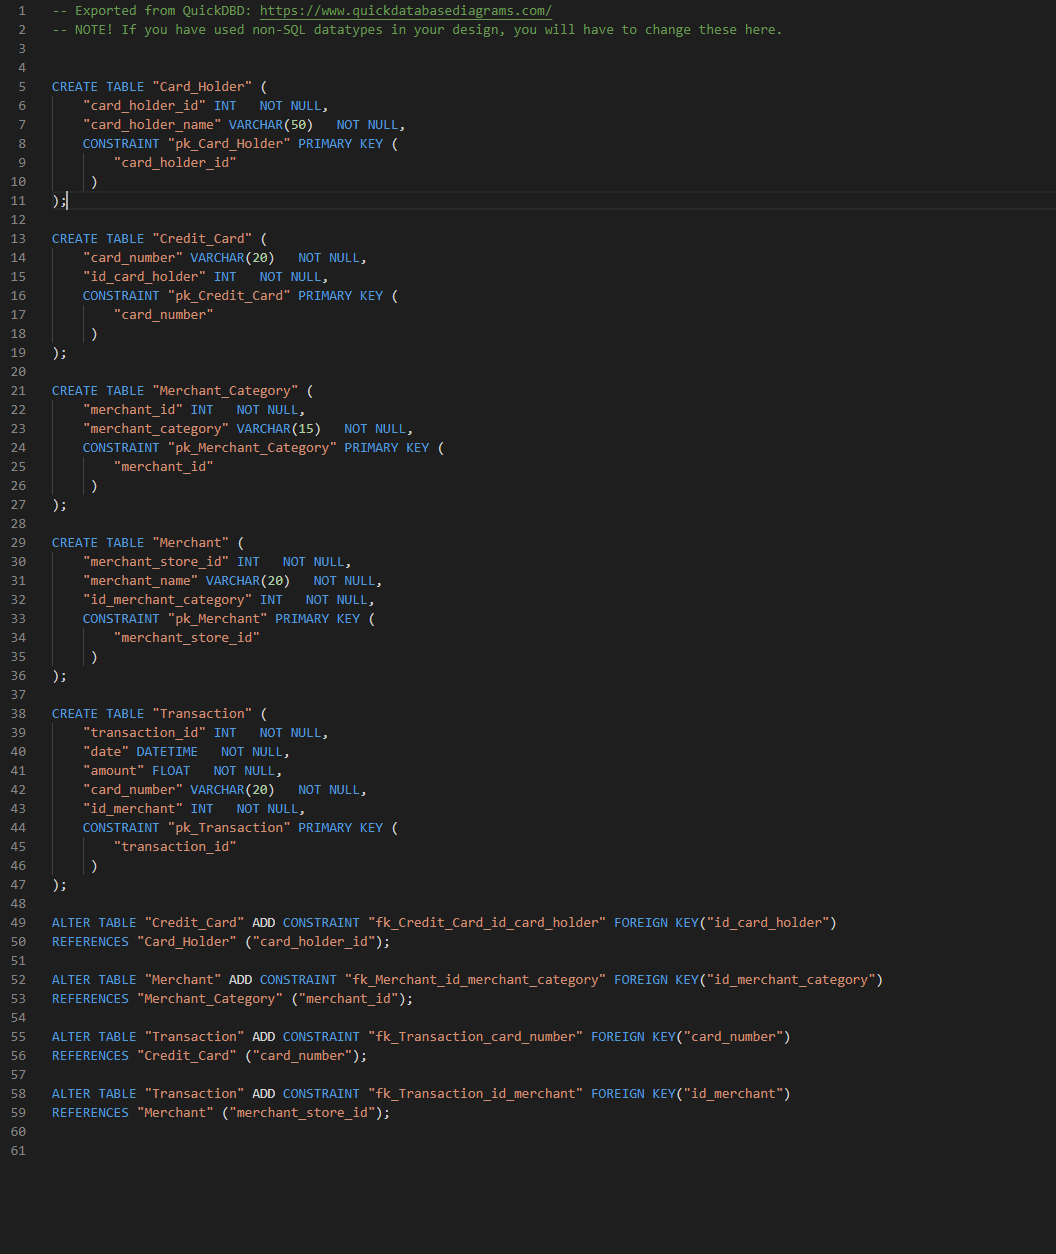 1 -- Exported from QuickDBD: https://www.quickdatabasediagrams.com/
2 -- NOTE! If you have used non-SQL datatypes in your design, you will have to change these here.
3
4
5 CREATE TABLE "Card_Holder" (
6     "card_holder_id" INT   NOT NULL,
7     "card_holder_name" VARCHAR(50)   NOT NULL,
8     CONSTRAINT "pk_Card_Holder" PRIMARY KEY (
9         "card_holder_id"
10      )
11 );
12
13 CREATE TABLE "Credit_Card" (
14     "card_number" VARCHAR(20)   NOT NULL,
15     "id_card_holder" INT   NOT NULL,
16     CONSTRAINT "pk_Credit_Card" PRIMARY KEY (
17         "card_number"
18      )
19 );
20
21 CREATE TABLE "Merchant_Category" (
22     "merchant_id" INT   NOT NULL,
23     "merchant_category" VARCHAR(15)   NOT NULL,
24     CONSTRAINT "pk_Merchant_Category" PRIMARY KEY (
25         "merchant_id"
26      )
27 );
28
29 CREATE TABLE "Merchant" (
30     "merchant_store_id" INT   NOT NULL,
31     "merchant_name" VARCHAR(20)   NOT NULL,
32     "id_merchant_category" INT   NOT NULL,
33     CONSTRAINT "pk_Merchant" PRIMARY KEY (
34         "merchant_store_id"
35      )
36 );
37
38 CREATE TABLE "Transaction" (
39     "transaction_id" INT   NOT NULL,
40     "date" DATETIME   NOT NULL,
41     "amount" FLOAT   NOT NULL,
42     "card_number" VARCHAR(20)   NOT NULL,
43     "id_merchant" INT   NOT NULL,
44     CONSTRAINT "pk_Transaction" PRIMARY KEY (
45         "transaction_id"
46      )
47 );
48
49 ALTER TABLE "Credit_Card" ADD CONSTRAINT "fk_Credit_Card_id_card_holder" FOREIGN KEY("id_card_holder")
50 REFERENCES "Card_Holder" ("card_holder_id");
51
52 ALTER TABLE "Merchant" ADD CONSTRAINT "fk_Merchant_id_merchant_category" FOREIGN KEY("id_merchant_category")
53 REFERENCES "Merchant_Category" ("merchant_id");
54
55 ALTER TABLE "Transaction" ADD CONSTRAINT "fk_Transaction_card_number" FOREIGN KEY("card_number")
56 REFERENCES "Credit_Card" ("card_number");
57
58 ALTER TABLE "Transaction" ADD CONSTRAINT "fk_Transaction_id_merchant" FOREIGN KEY("id_merchant")
59 REFERENCES "Merchant" ("merchant_store_id");
60
61